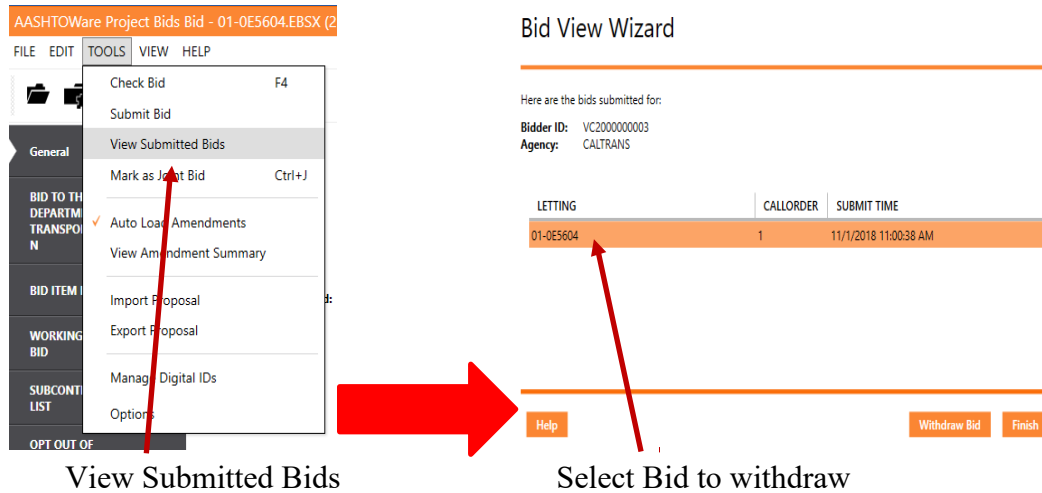 AASHTOWare Project Bids Bid - 01-0E5604.EBSX (2
FILE EDIT TOOLS VIEW HELP
Check Bid F4
Submit Bid
View Submitted Bids
Mark as Joint Bid Ctrl+J
Auto Load Amendments
View Amendment Summary
Import Proposal
Export Proposal
Manage Digital IDs
Options
General
BID TO TH
DEPARTM
TRANSPO
N
BID ITEM
WORKING
BID
SUBCONT
LIST
OPT OUT OF
View Submitted Bids
Bid View Wizard
Here are the bids submitted for:
Bidder ID: VC2000000003
Agency: CALTRANS
LETTING CALLORDER SUBMIT TIME
01-0E5604 1 11/1/2018 11:00:38 AM
Help Withdraw Bid Finish
Select Bid to withdraw